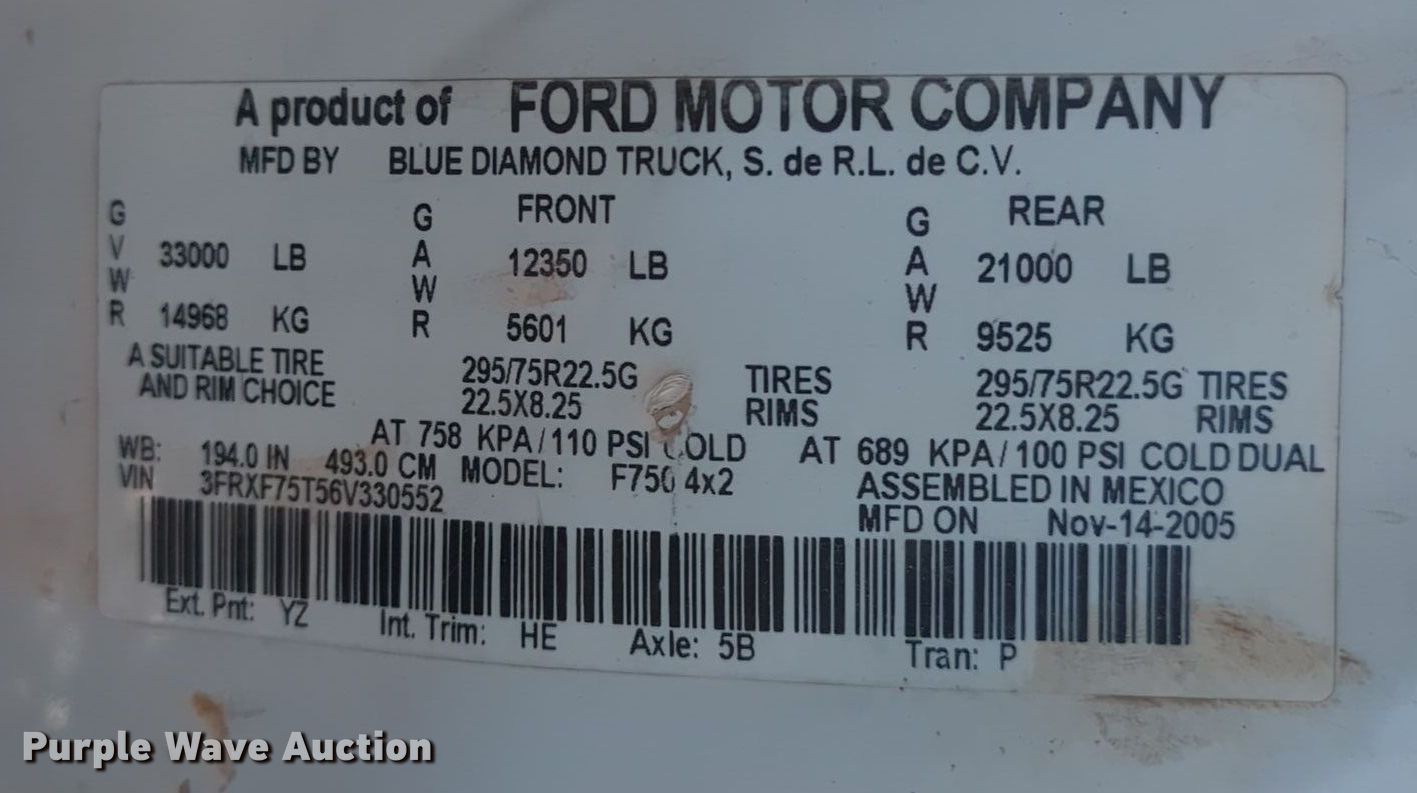 A product of FORD MOTOR COMPANY
MFD BY BLUE DIAMOND TRUCK, S. de R.L. de C.V.
GVWR 33000 LB 14968 KG
GAWR FRONT 12350 LB 5601 KG
GAWR REAR 21000 LB 9525 KG
A SUITABLE TIRE 295/75R22.5G TIRES 295/75R22.5G TIRES
AND RIM CHOICE 22.5X8.25 RIMS 22.5X8.25 RIMS
AT 758 KPA/110 PSI COLD AT 689 KPA/100 PSI COLD DUAL
WB: 194.0 IN 493.0 CM MODEL: F750 4x2 ASSEMBLED IN MEXICO
VIN 3FRXF75T56V330552 MFD ON Nov-14-2005
Ext. Pnt: YZ Int. Trim: HE Axle: 5B Tran: P
Purple Wave Auction